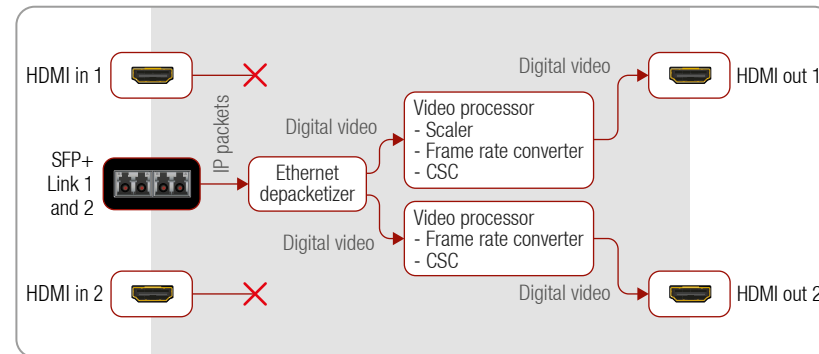 HDMI in 1
Digital video
HDMI out 1
IP packets
Digital video
Video processor
- Scaler
- Frame rate converter
- CSC
SFP+
Link 1
and 2
Ethernet
depacketizer
Video processor
- Frame rate converter
- CSC
Digital video
HDMI in 2
Digital video
HDMI out 2